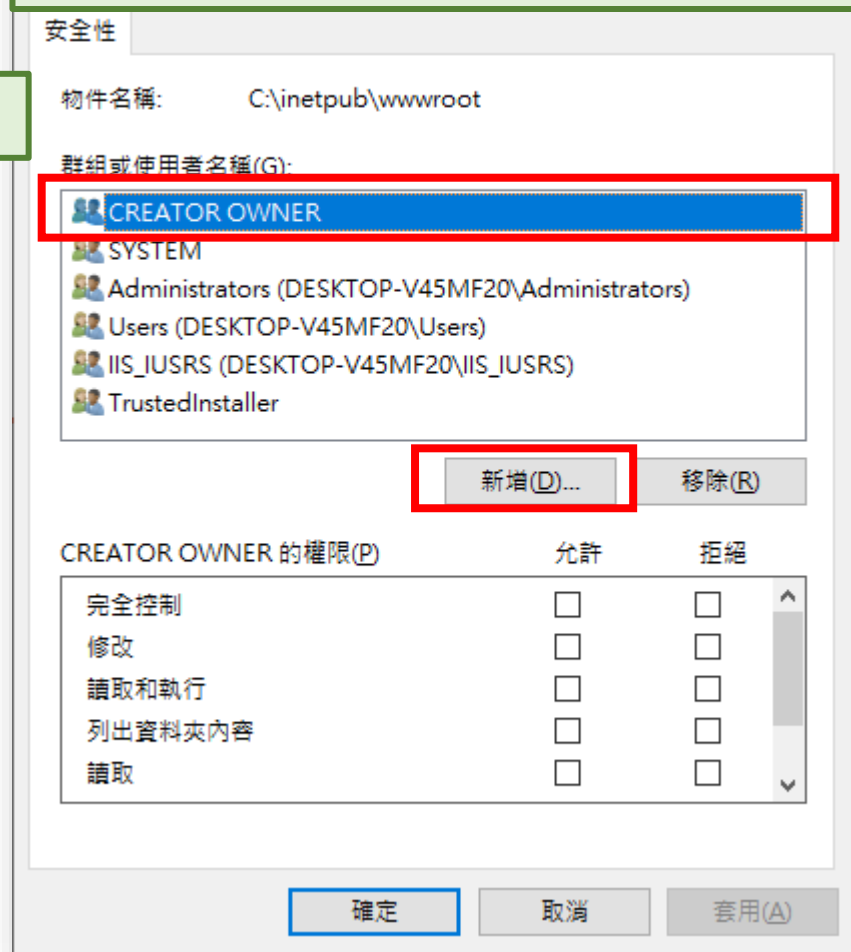 安全性
物件名稱: C:\inetpub\wwwroot
群組或使用者名稱(G):
CREATOR OWNER
SYSTEM
Administrators (DESKTOP-V45MF20\Administrators)
Users (DESKTOP-V45MF20\Users)
IIS_IUSRS (DESKTOP-V45MF20\IIS_IUSRS)
TrustedInstaller
新增(D)... 移除(R)
CREATOR OWNER 的權限(P) 允許 拒絕
完全控制
修改
讀取和執行
列出資料夾內容
讀取
確定 取消 套用(A)